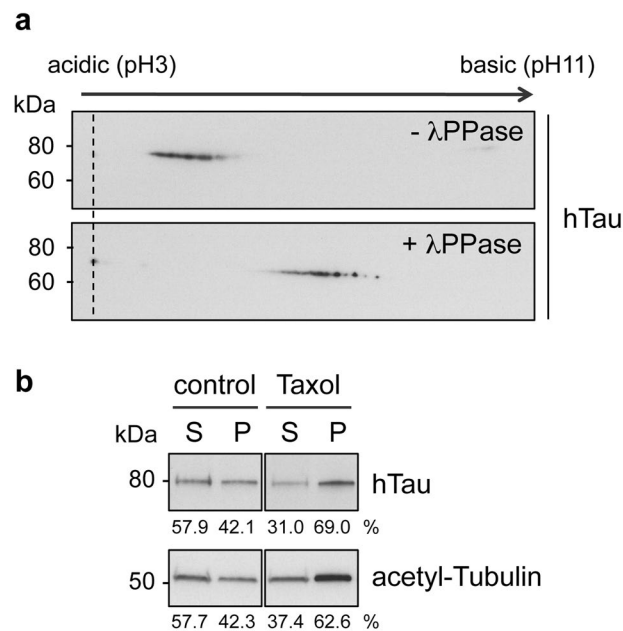 a
acidic (pH3) basic (pH11)
kDa
- λPPase
80
60
hTau
+ λPPase
80
60
b
control Taxol
kDa S P S P
80 hTau
57.9 42.1 31.0 69.0 %
50 acetyl-Tubulin
57.7 42.3 37.4 62.6 %